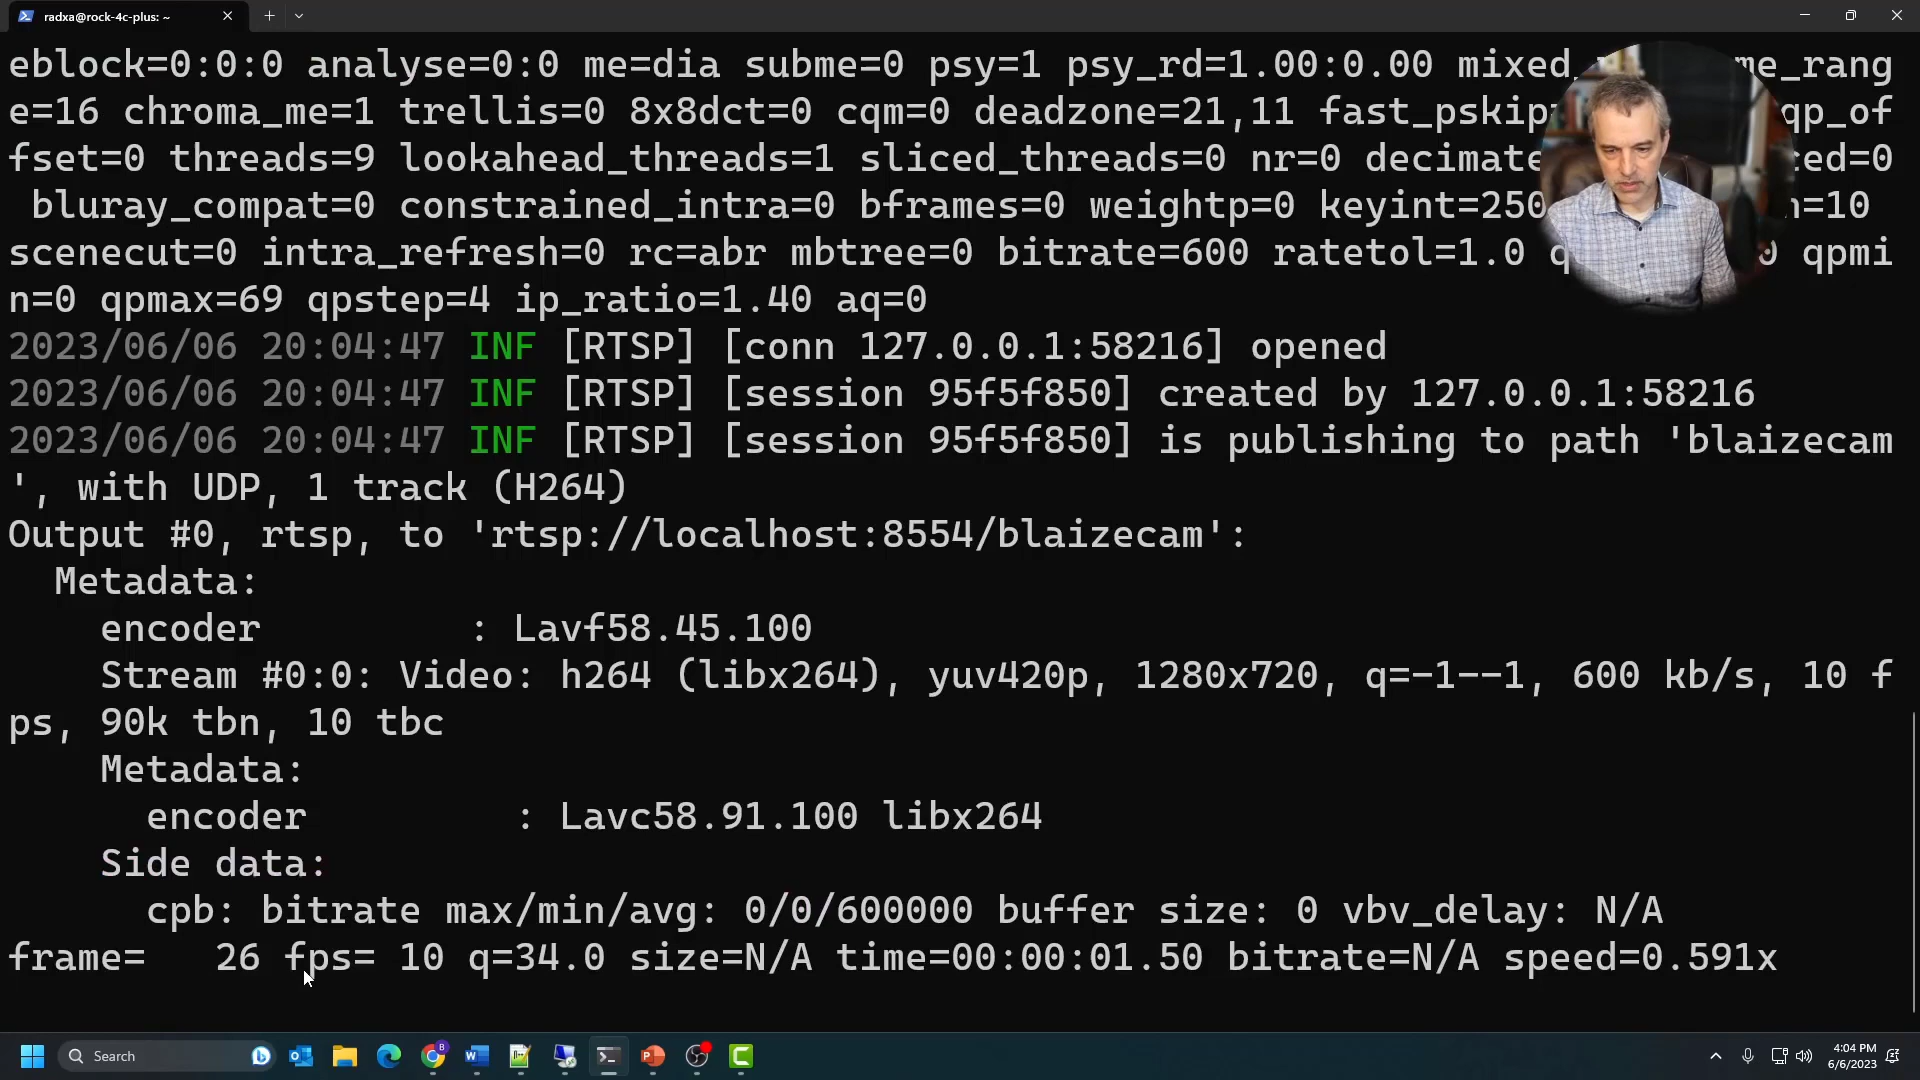 radxa@rock-4c-plus: ~
eblock=0:0:0 analyse=0:0 me=dia subme=0 psy=1 psy_rd=1.00:0.00 mixed_ me_rang
e=16 chroma_me=1 trellis=0 8x8dct=0 cqm=0 deadzone=21,11 fast_pskip= qp_of
fset=0 threads=9 lookahead_threads=1 sliced_threads=0 nr=0 decimate ced=0
bluray_compat=0 constrained_intra=0 bframes=0 weightp=0 keyint=250 n=10
scenecut=0 intra_refresh=0 rc=abr mbtree=0 bitrate=600 ratetol=1.0 q 0 qpmi
n=0 qpmax=69 qpstep=4 ip_ratio=1.40 aq=0
2023/06/06 20:04:47 INF [RTSP] [conn 127.0.0.1:58216] opened
2023/06/06 20:04:47 INF [RTSP] [session 95f5f850] created by 127.0.0.1:58216
2023/06/06 20:04:47 INF [RTSP] [session 95f5f850] is publishing to path 'blaizecam
', with UDP, 1 track (H264)
Output #0, rtsp, to 'rtsp://localhost:8554/blaizecam':
Metadata:
encoder : Lavf58.45.100
Stream #0:0: Video: h264 (libx264), yuv420p, 1280x720, q=-1--1, 600 kb/s, 10 f
ps, 90k tbn, 10 tbc
Metadata:
encoder : Lavc58.91.100 libx264
Side data:
cpb: bitrate max/min/avg: 0/0/600000 buffer size: 0 vbv_delay: N/A
frame= 26 fps= 10 q=34.0 size=N/A time=00:00:01.50 bitrate=N/A speed=0.591x
Search
4:04 PM
6/6/2023